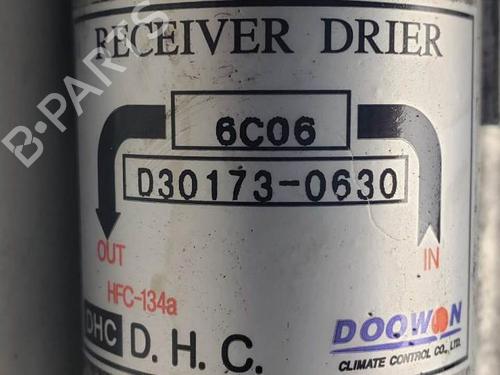 RECEIVER DRIER
6C06
D30173-0630
OUT
IN
HFC-134a
DHC D. H. C.
DOOWON
CLIMATE CONTROL CO., LTD.
B-PARTS